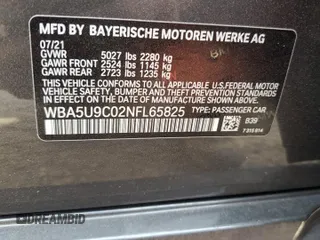 MFD BY BAYERISCHE MOTOREN WERKE AG
07/21
GVWR 5027 lbs 2280 kg
GAWR FRONT 2524 lbs 1145 kg
GAWR REAR 2723 lbs 1235 kg
THIS VEHICLE CONFORMS TO ALL APPLICABLE U.S. FEDERAL
MOTOR VEHICLE SAFETY, BUMPER, AND THEFT PREVENTION
STANDARDS IN EFFECT ON THE DATE OF MANUFACTURE SHOWN ABOVE.
WBA5U9C02NFL65825 B39
TYPE: PASSENGER CAR
DREAMBID